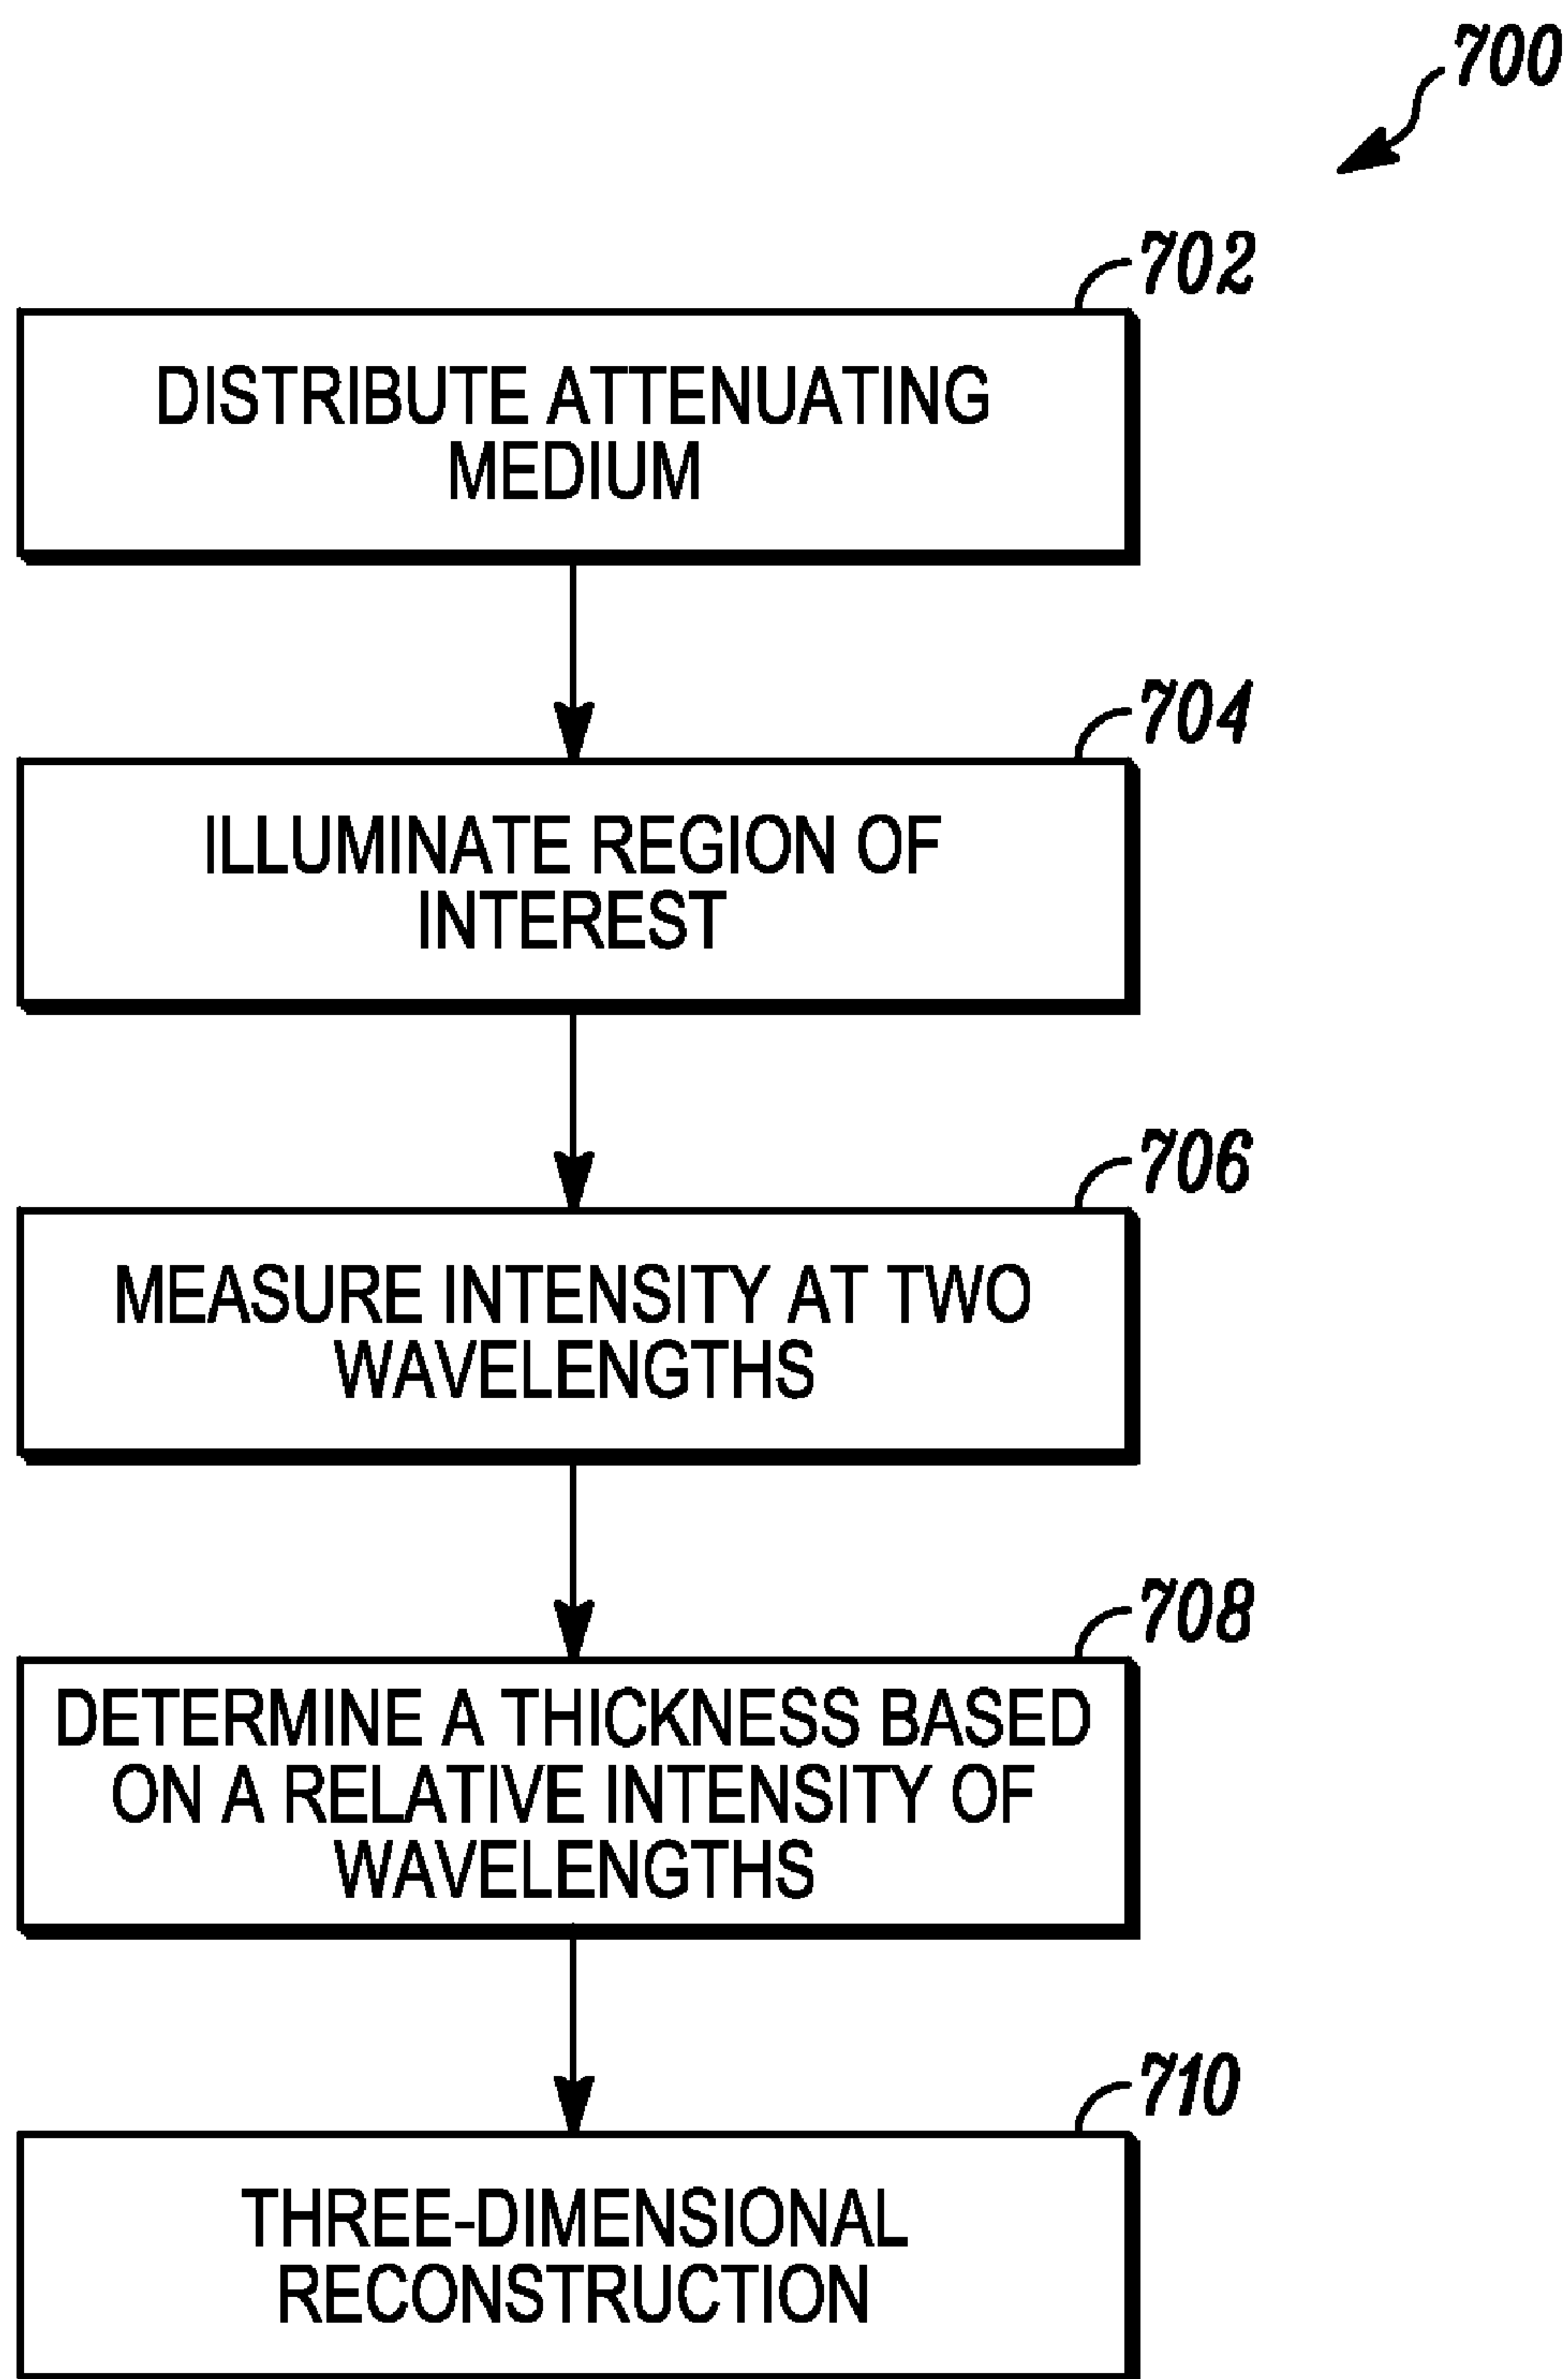 700
702
DISTRIBUTE ATTENUATING
MEDIUM
704
ILLUMINATE REGION OF
INTEREST
706
MEASURE INTENSITY AT TWO
WAVELENGTHS
708
DETERMINE A THICKNESS BASED
ON A RELATIVE INTENSITY OF
WAVELENGTHS
710
THREE-DIMENSIONAL
RECONSTRUCTION